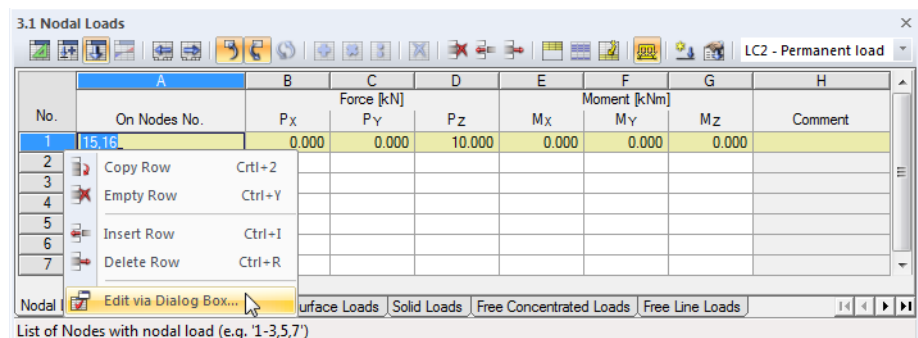 3.1 Nodal Loads
LC2 - Permanent load
A B C D E F G H
Force [kN] Moment [kNm]
No. On Nodes No. PX PY PZ MX MY MZ Comment
1 15,16 0.000 0.000 10.000 0.000 0.000 0.000
2 Copy Row Crtl+2
3
4 Empty Row Ctrl+Y
5
6 Insert Row Ctrl+I
7 Delete Row Ctrl+R
Edit via Dialog Box...
Nodal urface Loads Solid Loads Free Concentrated Loads Free Line Loads
List of Nodes with nodal load (e.g. '1-3,5,7')